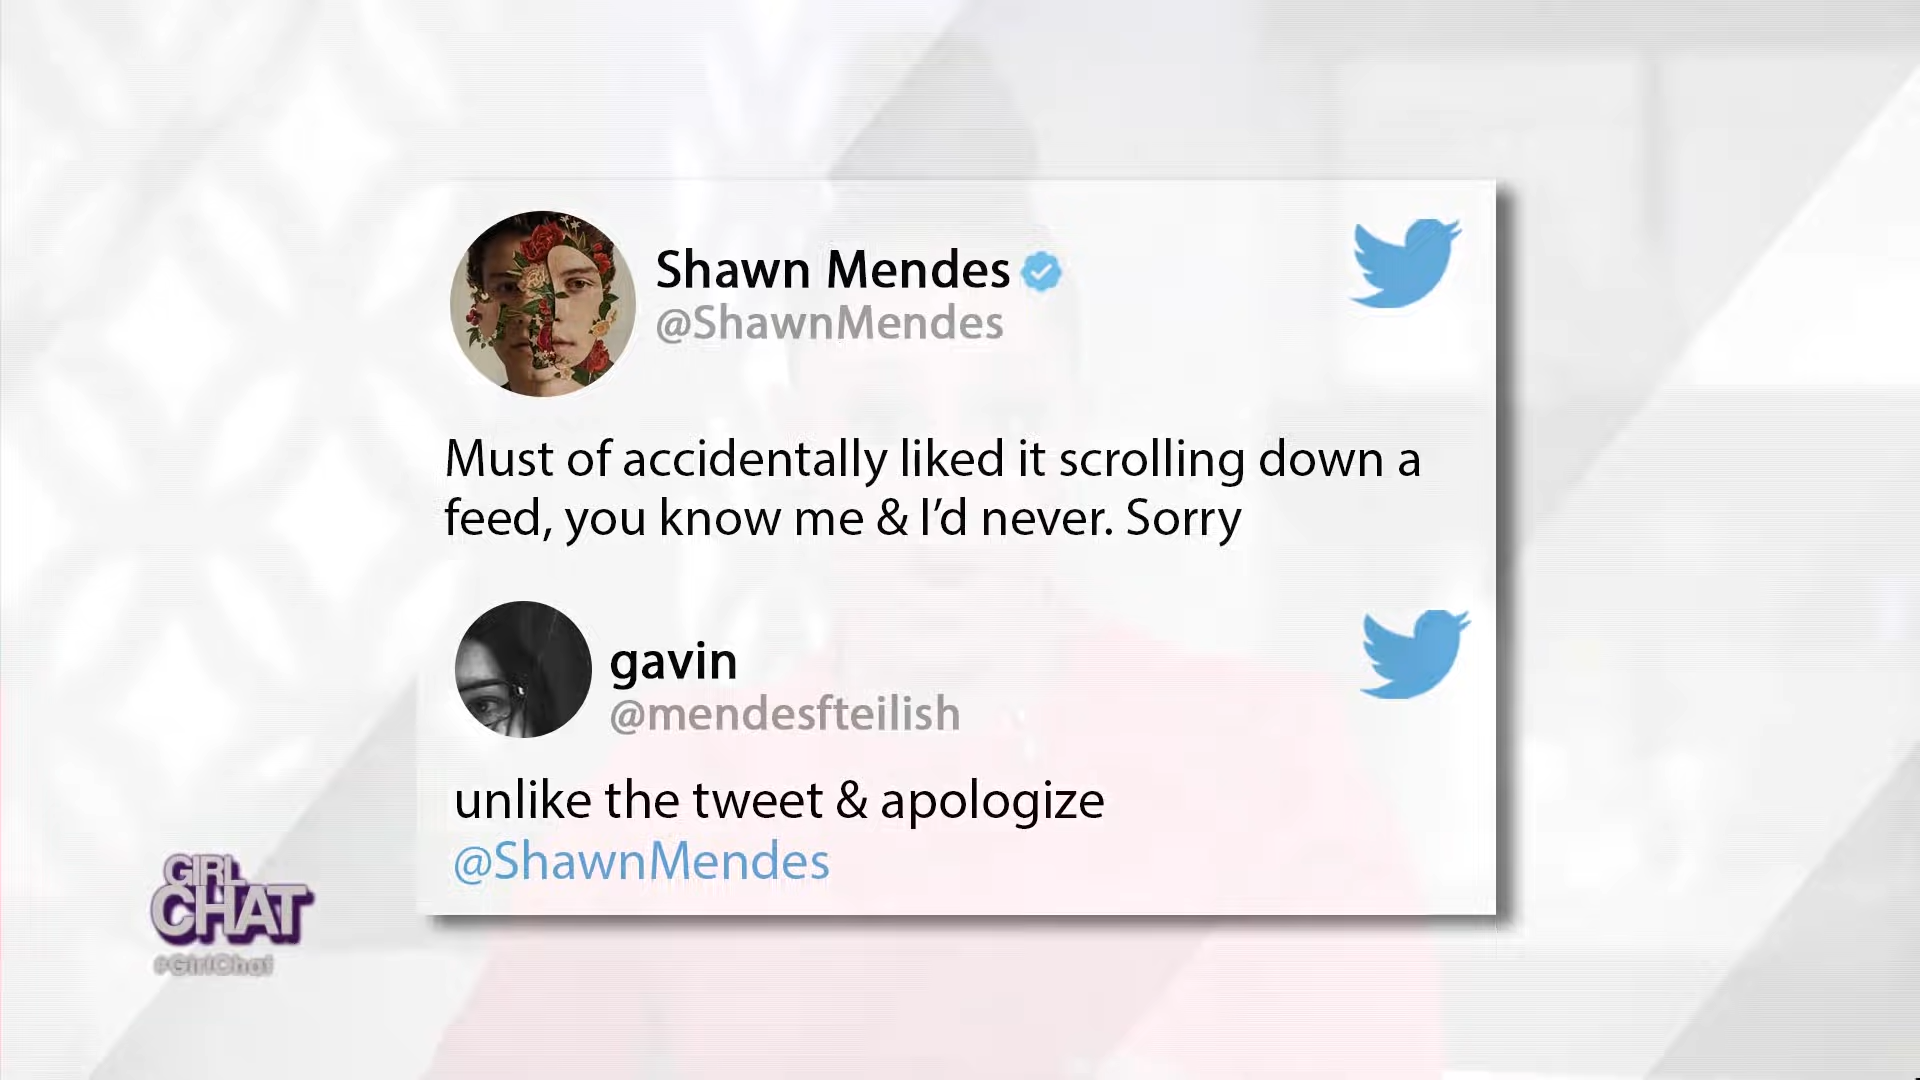 Shawn Mendes
@ShawnMendes
Must of accidentally liked it scrolling down a
feed, you know me & I’d never. Sorry
gavin
@mendesfteilish
unlike the tweet & apologize
@ShawnMendes
GIRL
CHAT
#GirlChat